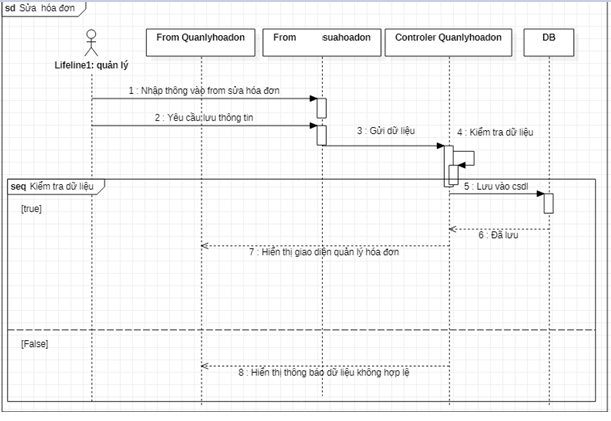 sd Sửa hóa đơn
From Quanlyhoadon
From suahoadon
Controler Quanlyhoadon
DB
Lifeline1: quản lý
1 : Nhập thông vào from sửa hóa đơn
2 : Yêu cầu lưu thông tin
3 : Gửi dữ liệu
4 : Kiểm tra dữ liệu
seq Kiểm tra dữ liệu
5 : Lưu vào csdl
[true]
6 : Đã lưu
7 : Hiển thị giao diện quản lý hóa đơn
[False]
8 : Hiển thị thông báo dữ liệu không hợp lệ